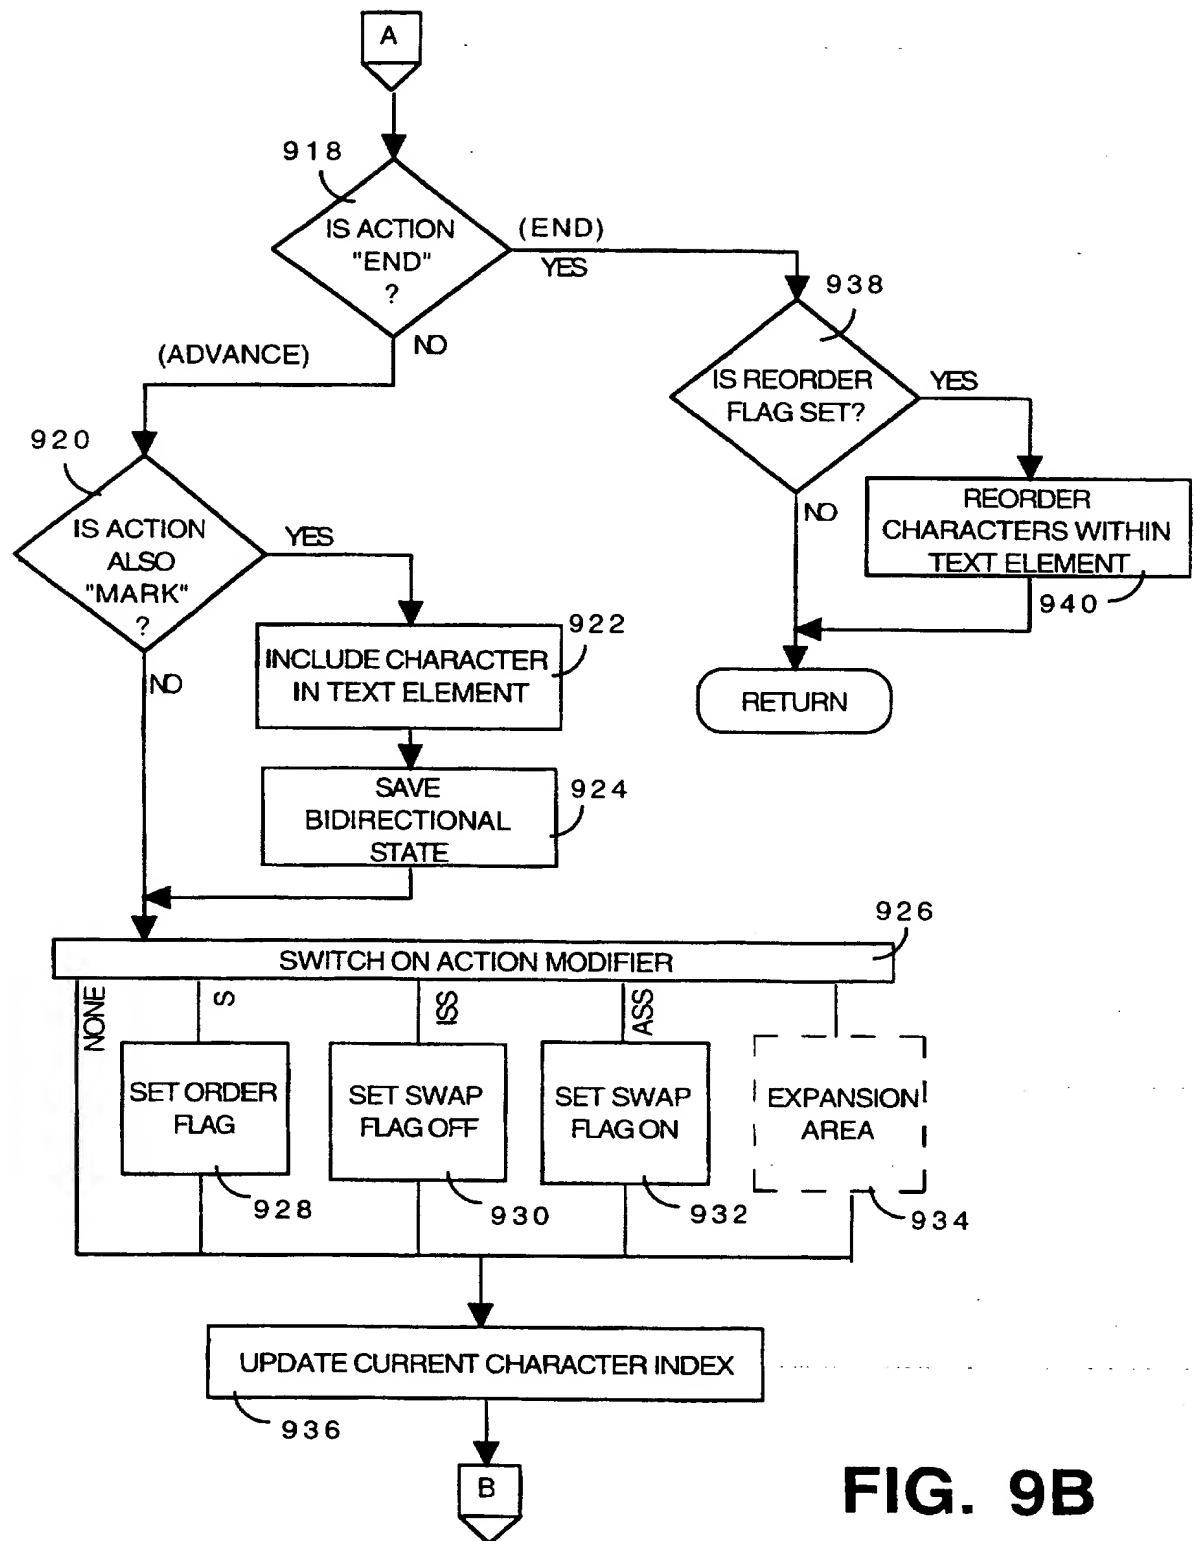 A
918
IS ACTION
"END"
?
(END)
YES
NO
(ADVANCE)
938
IS REORDER
FLAG SET?
YES
NO
REORDER
CHARACTERS WITHIN
TEXT ELEMENT
940
RETURN
920
IS ACTION
ALSO
"MARK"
?
YES
NO
922
INCLUDE CHARACTER
IN TEXT ELEMENT
SAVE
BIDIRECTIONAL
STATE
924
926
SWITCH ON ACTION MODIFIER
NONE
S
ISS
ASS
SET ORDER
FLAG
928
SET SWAP
FLAG OFF
930
SET SWAP
FLAG ON
932
EXPANSION
AREA
934
UPDATE CURRENT CHARACTER INDEX
936
B
FIG. 9B